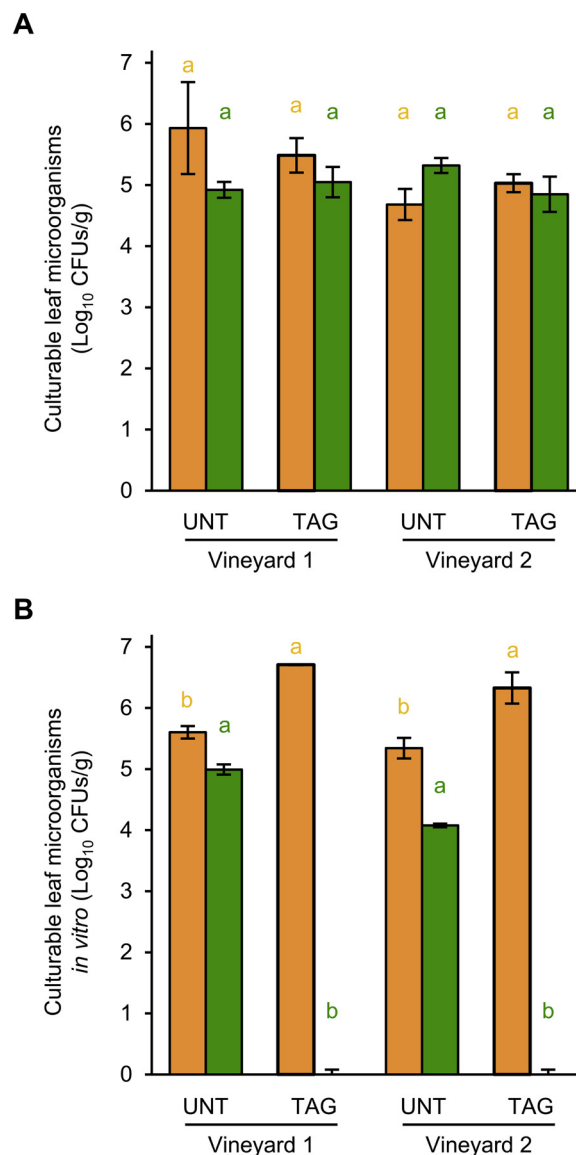 A
Culturable leaf microorganisms
(Log₁₀ CFUs/g)
7
6
5
4
3
2
1
0
a a a a a a a a
UNT TAG UNT TAG
Vineyard 1 Vineyard 2
B
Culturable leaf microorganisms
in vitro (Log₁₀ CFUs/g)
7
6
5
4
3
2
1
0
b a a b b a a b
UNT TAG UNT TAG
Vineyard 1 Vineyard 2